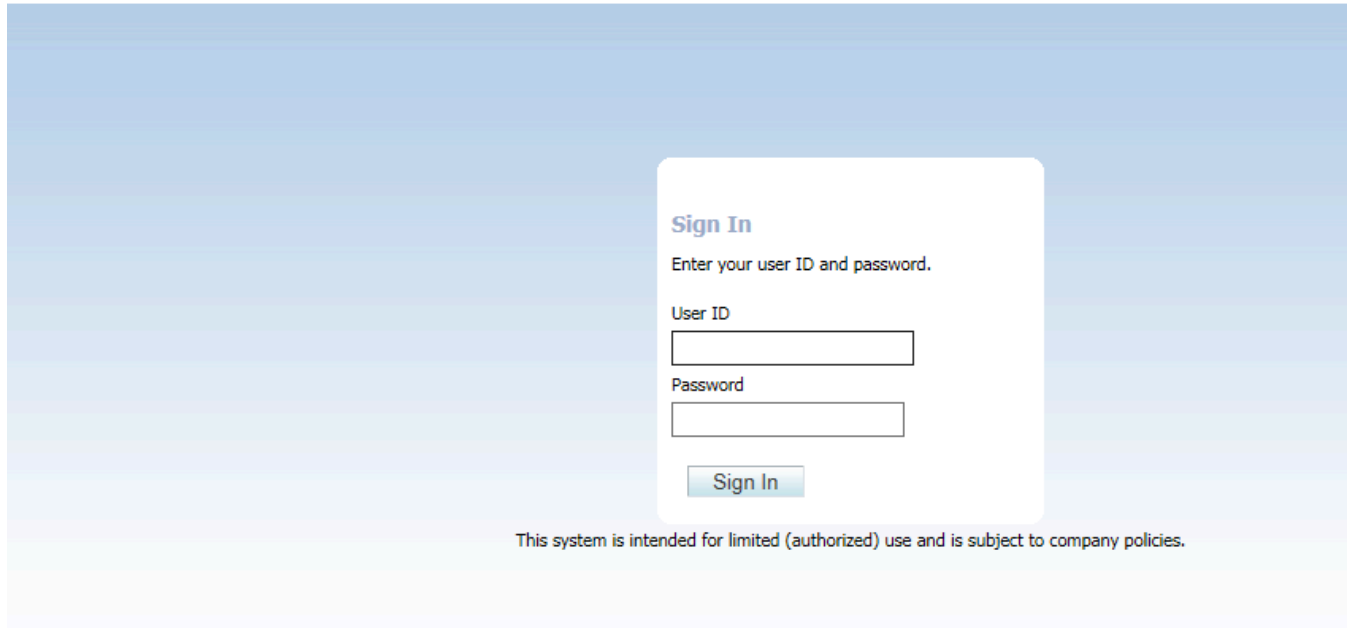 Sign In
Enter your user ID and password.
User ID
Password
Sign In
This system is intended for limited (authorized) use and is subject to company policies.